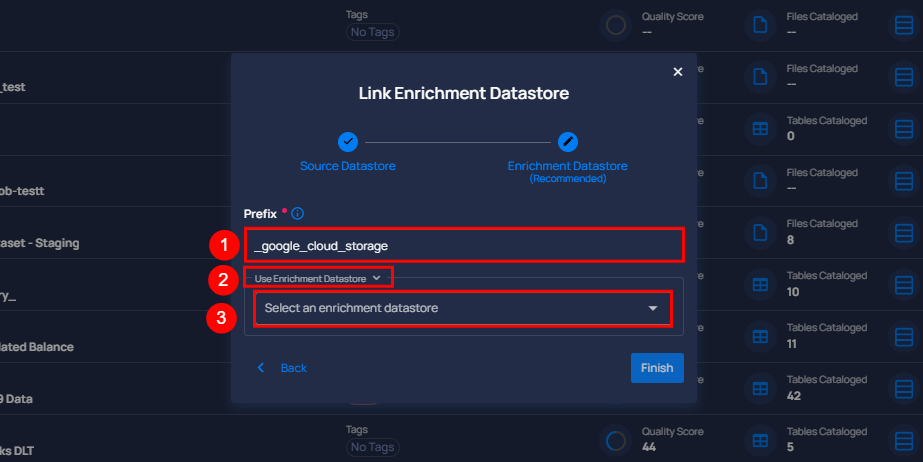 Tags
No Tags
Quality Score
--
Files Cataloged
--
_test
Files Cataloged
--
Tables Cataloged
0
ob-testt
Files Cataloged
--
aset - Staging
Files Cataloged
8
ry_
Tables Cataloged
10
lated Balance
Tables Cataloged
11
9 Data
Tables Cataloged
42
ks DLT
Tags
No Tags
Quality Score
44
Tables Cataloged
5
Link Enrichment Datastore
Source Datastore
Enrichment Datastore
(Recommended)
Prefix *
1
_google_cloud_storage
2
Use Enrichment Datastore
3
Select an enrichment datastore
Back
Finish